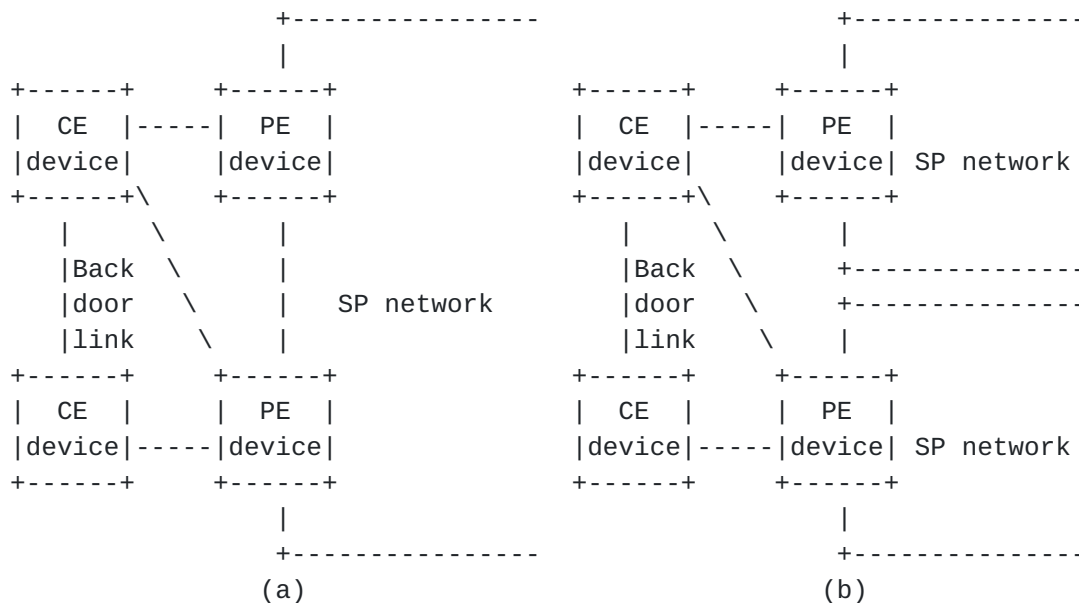 CE PE CE PE
device device device device SP network
Back Back
door SP network door
link link
CE PE CE PE
device device device device SP network
(a) (b)